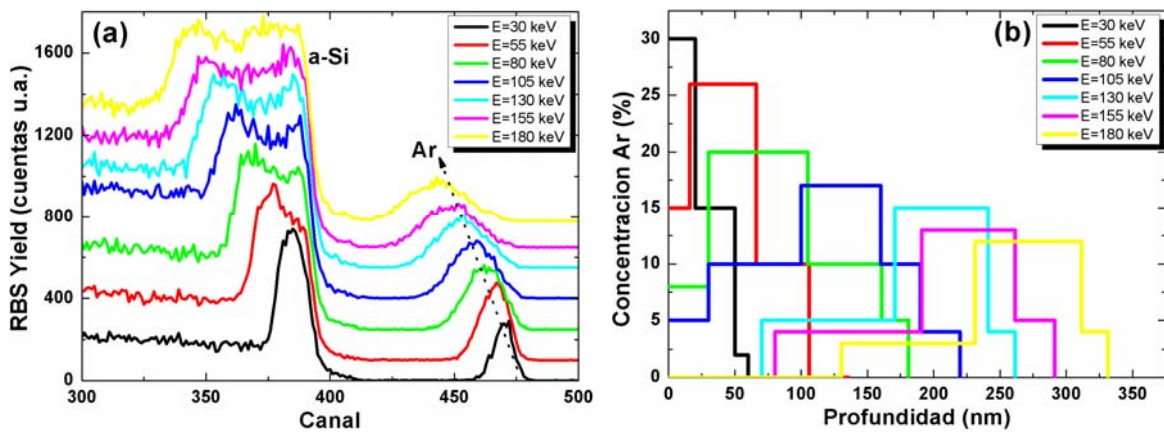 (a)
a-Si
Ar
E=30 keV
E=55 keV
E=80 keV
E=105 keV
E=130 keV
E=155 keV
E=180 keV
RBS Yield (cuentas u.a.)
1600
1200
800
400
0
300
350
400
450
500
Canal
(b)
E=30 keV
E=55 keV
E=80 keV
E=105 keV
E=130 keV
E=155 keV
E=180 keV
Concentracion Ar (%)
30
25
20
15
10
5
0
0
50
100
150
200
250
300
350
Profundidad (nm)